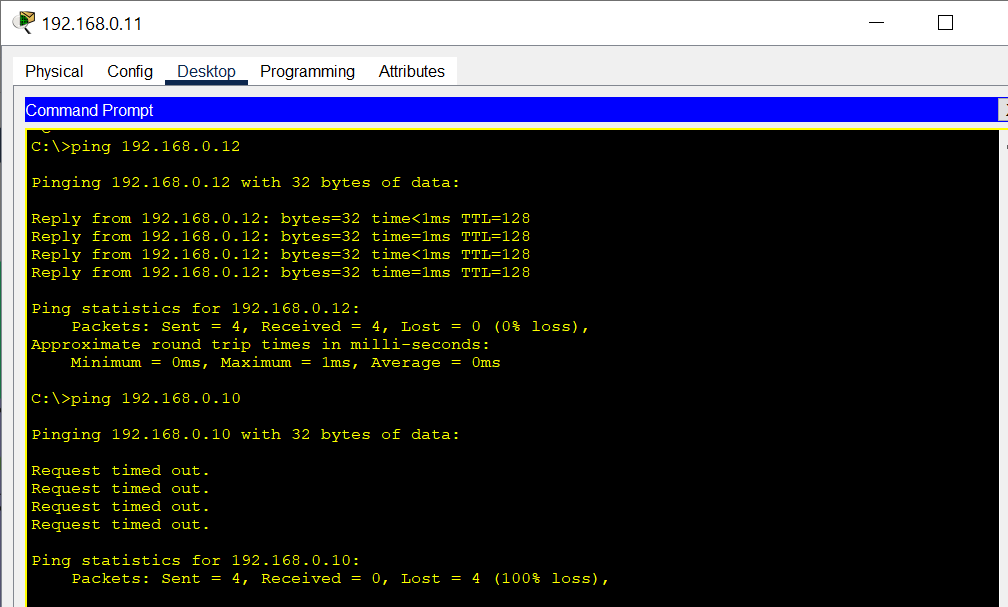 192.168.0.11
Physical Config Desktop Programming Attributes
Command Prompt
C:\>ping 192.168.0.12
Pinging 192.168.0.12 with 32 bytes of data:
Reply from 192.168.0.12: bytes=32 time<1ms TTL=128
Reply from 192.168.0.12: bytes=32 time=1ms TTL=128
Reply from 192.168.0.12: bytes=32 time<1ms TTL=128
Reply from 192.168.0.12: bytes=32 time=1ms TTL=128
Ping statistics for 192.168.0.12:
Packets: Sent = 4, Received = 4, Lost = 0 (0% loss),
Approximate round trip times in milli-seconds:
Minimum = 0ms, Maximum = 1ms, Average = 0ms
C:\>ping 192.168.0.10
Pinging 192.168.0.10 with 32 bytes of data:
Request timed out.
Request timed out.
Request timed out.
Request timed out.
Ping statistics for 192.168.0.10:
Packets: Sent = 4, Received = 0, Lost = 4 (100% loss),